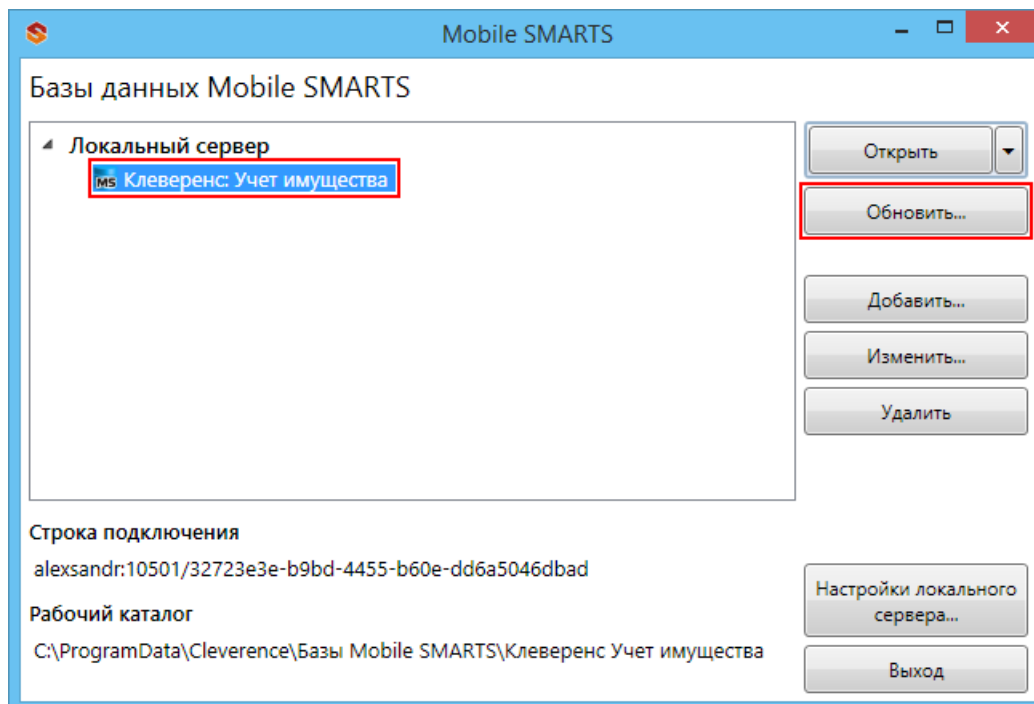 Mobile SMARTS
Базы данных Mobile SMARTS
Локальный сервер
MS Клеверенс: Учет имущества
Открыть
Обновить...
Добавить...
Изменить...
Удалить
Строка подключения
alexsandr:10501/32723e3e-b9bd-4455-b60e-dd6a5046dbad
Рабочий каталог
C:\ProgramData\Cleverence\Базы Mobile SMARTS\Клеверенс Учет имущества
Настройки локального
сервера...
Выход